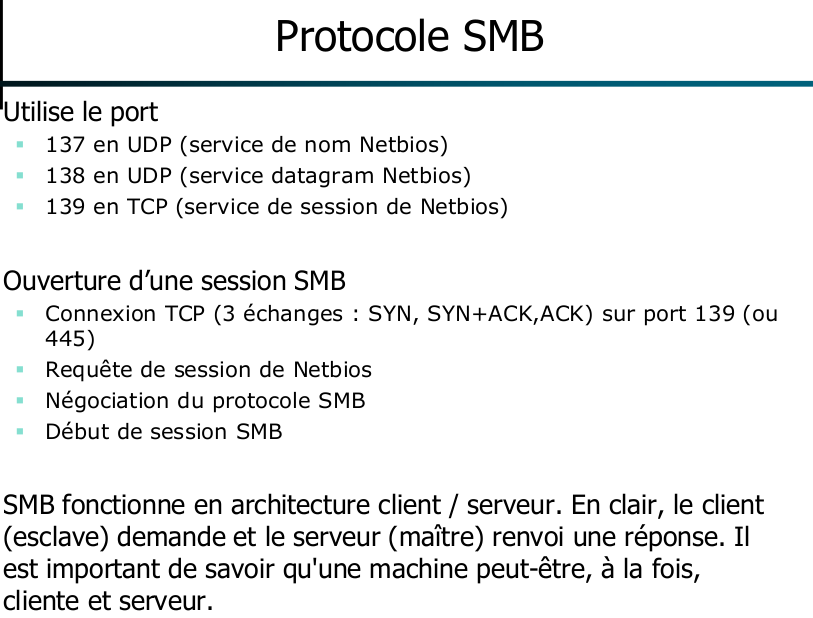 Protocole SMB
Utilise le port
137 en UDP (service de nom Netbios)
138 en UDP (service datagram Netbios)
139 en TCP (service de session de Netbios)
Ouverture d’une session SMB
Connexion TCP (3 échanges : SYN, SYN+ACK,ACK) sur port 139 (ou
445)
Requête de session de Netbios
Négociation du protocole SMB
Début de session SMB
SMB fonctionne en architecture client / serveur. En clair, le client
(esclave) demande et le serveur (maître) renvoi une réponse. Il
est important de savoir qu'une machine peut-être, à la fois,
cliente et serveur.